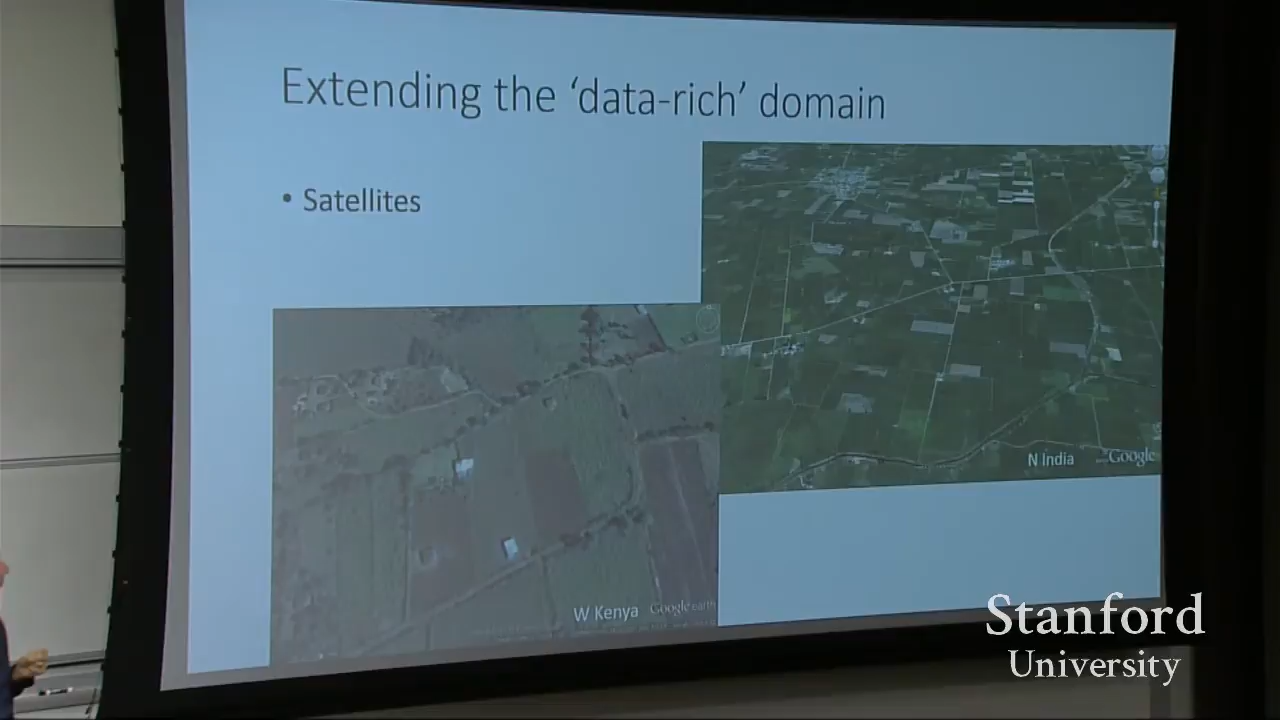 Extending the ‘data-rich’ domain
• Satellites
N India
Google
W Kenya
Google earth
Stanford
University